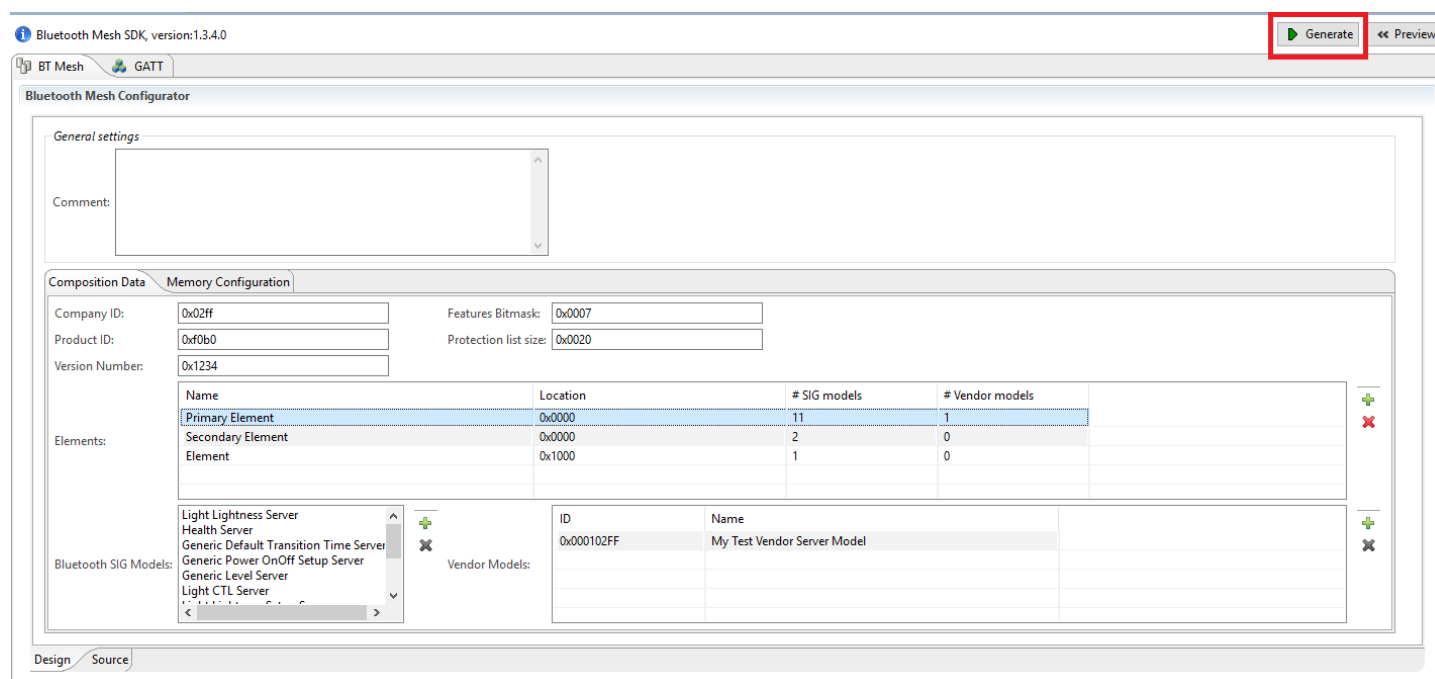 Bluetooth Mesh SDK, version:1.3.4.0
Generate
Preview
BT Mesh
GATT
Bluetooth Mesh Configurator
General settings
Comment:
Composition Data
Memory Configuration
Company ID: 0x02ff
Features Bitmask: 0x0007
Product ID: 0xf0b0
Protection list size: 0x0020
Version Number: 0x1234
Elements:
Name Location # SIG models # Vendor models
Primary Element 0x0000 11 1
Secondary Element 0x0000 2 0
Element 0x1000 1 0
Bluetooth SIG Models:
Light Lightness Server
Health Server
Generic Default Transition Time Server
Generic Power OnOff Setup Server
Generic Level Server
Light CTL Server
Vendor Models:
ID Name
0x000102FF My Test Vendor Server Model
Design
Source